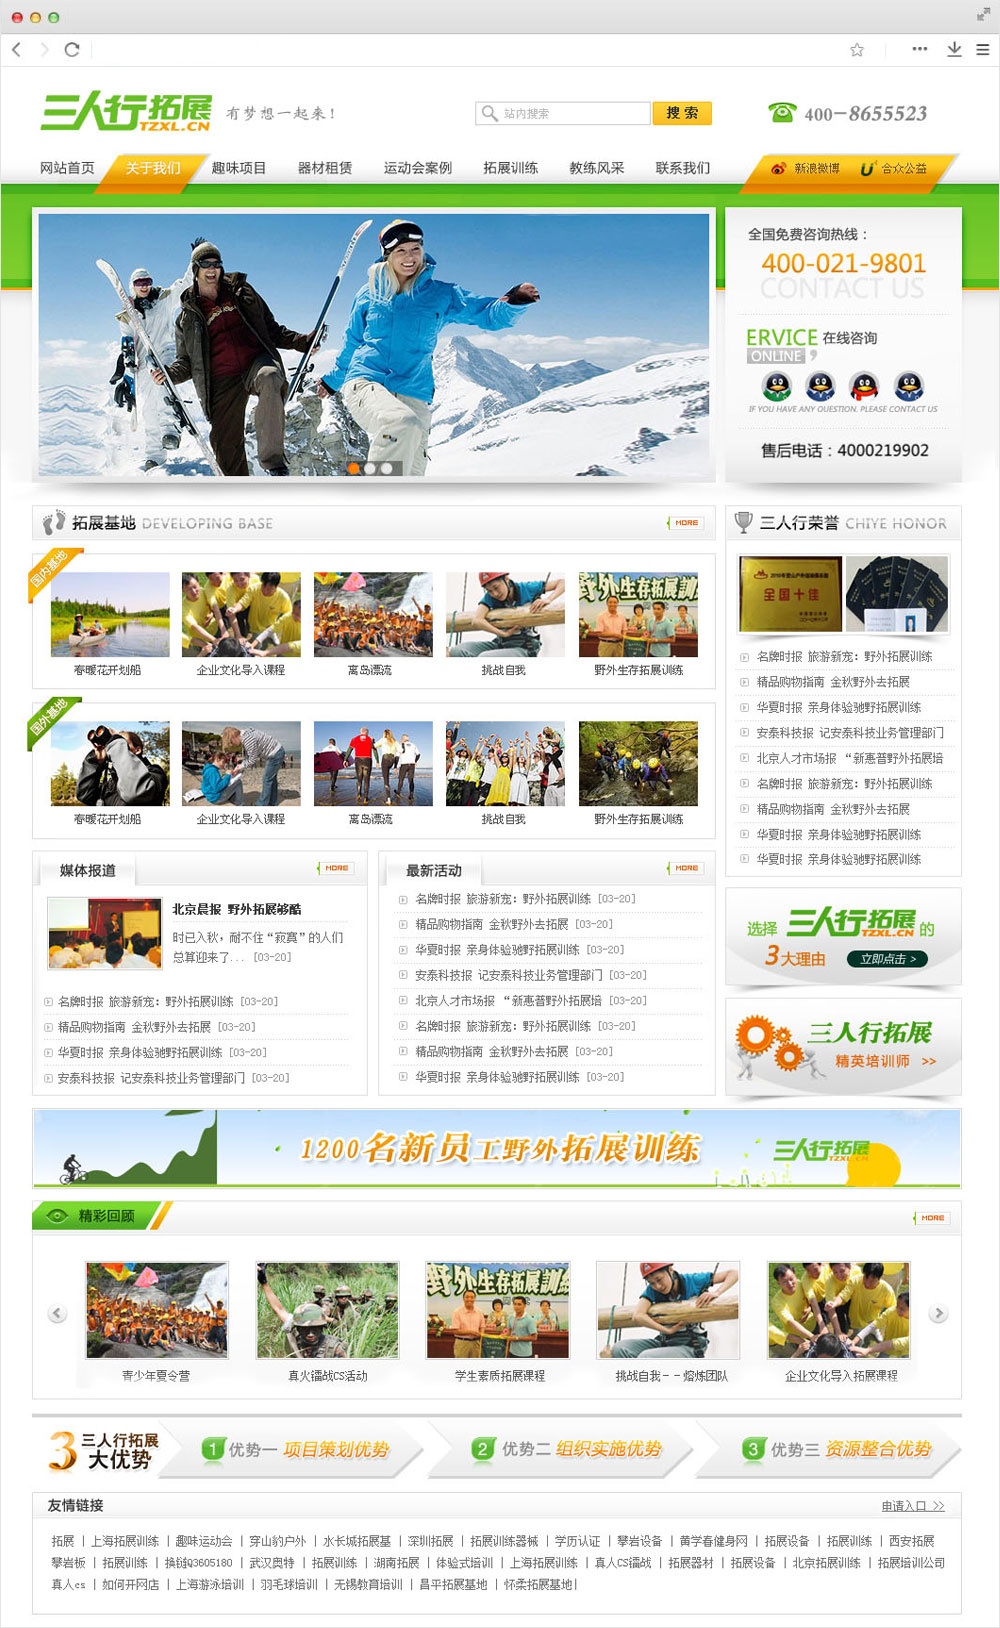 三人行拓展
TZXL.CN
有梦想一起来！
站内搜索
搜 索
400-8655523
网站首页 关于我们 趣味项目 器材租赁 运动会案例 拓展训练 教练风采 联系我们
新浪微博 合众公益
全国免费咨询热线：
400-021-9801
CONTACT US
ERVICE 在线咨询
ONLINE
IF YOU HAVE ANY QUESTION. PLEASE CONTACT US
售后电话：4000219902
拓展基地 DEVELOPING BASE
MORE
三人行荣誉 CHIYE HONOR
国内基地
全国十佳
野外生存拓展訓
春暖花开划船 企业文化导入课程 离岛漂流 挑战自我 野外生存拓展训练
国外基地
春暖花开划船 企业文化导入课程 离岛漂流 挑战自我 野外生存拓展训练
名牌时报 旅游新宠：野外拓展训练
精品购物指南 金秋野外去拓展
华夏时报 亲身体验驰野拓展训练
安泰科技报 记安泰科技业务管理部门
北京人才市场报 “新惠普野外拓展培
名牌时报 旅游新宠：野外拓展训练
精品购物指南 金秋野外去拓展
华夏时报 亲身体验驰野拓展训练
华夏时报 亲身体验驰野拓展训练
媒体报道
MORE
北京晨报 野外拓展够酷
时已入秋，耐不住“寂寞”的人们
总算迎来了... [03-20]
名牌时报 旅游新宠：野外拓展训练 [03-20]
精品购物指南 金秋野外去拓展 [03-20]
华夏时报 亲身体验驰野拓展训练 [03-20]
安泰科技报 记安泰科技业务管理部门 [03-20]
最新活动
MORE
名牌时报 旅游新宠：野外拓展训练 [03-20]
精品购物指南 金秋野外去拓展 [03-20]
华夏时报 亲身体验驰野拓展训练 [03-20]
安泰科技报 记安泰科技业务管理部门 [03-20]
北京人才市场报 “新惠普野外拓展培 [03-20]
名牌时报 旅游新宠：野外拓展训练 [03-20]
精品购物指南 金秋野外去拓展 [03-20]
华夏时报 亲身体验驰野拓展训练 [03-20]
选择 三人行拓展 的
TZXL.CN
3大理由 立即点击 >
三人行拓展
精英培训师 >>
1200名新员工野外拓展训练
三人行拓展
TZXL.CN
精彩回顾
MORE
野外生存拓展訓練
青少年夏令营 真火镭战CS活动 学生素质拓展课程 挑战自我－－熔炼团队 企业文化导入拓展课程
3 三人行拓展
大优势
1 优势一 项目策划优势
2 优势二 组织实施优势
3 优势三 资源整合优势
友情链接
申请入口 >>
拓展 | 上海拓展训练 | 趣味运动会 | 穿山豹户外 | 水长城拓展基 | 深圳拓展 | 拓展训练器械 | 学历认证 | 攀岩设备 | 黄学春健身网 | 拓展设备 | 拓展训练 | 西安拓展
攀岩板 | 拓展训练 | 换链Q3605180 | 武汉奥特 | 拓展训练 | 湖南拓展 | 体验式培训 | 上海拓展训练 | 真人CS镭战 | 拓展器材 | 拓展设备 | 北京拓展训练 | 拓展培训公司
真人cs | 如何开网店 | 上海游泳培训 | 羽毛球培训 | 无锡教育培训 | 昌平拓展基地 | 怀柔拓展基地|